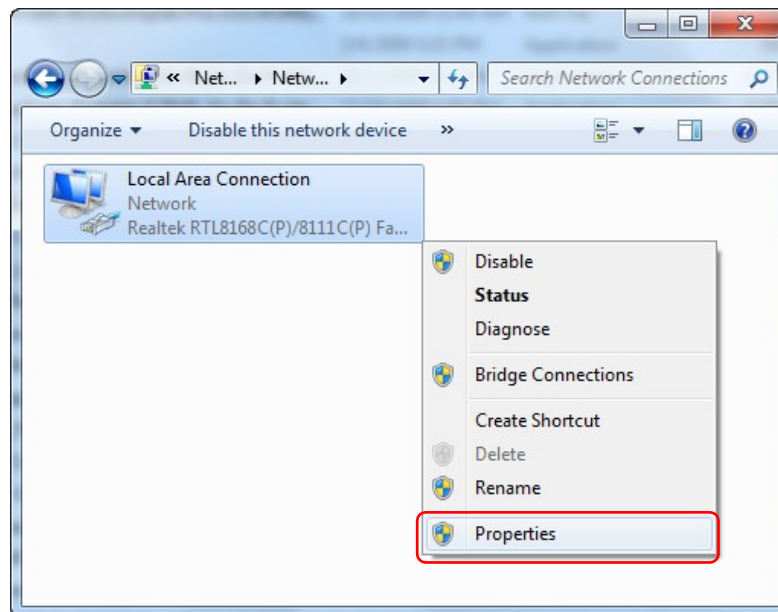 « Net... Netw... Search Network Connections
Organize Disable this network device »
Local Area Connection
Network
Realtek RTL8168C(P)/8111C(P) Fa...
Disable
Status
Diagnose
Bridge Connections
Create Shortcut
Delete
Rename
Properties